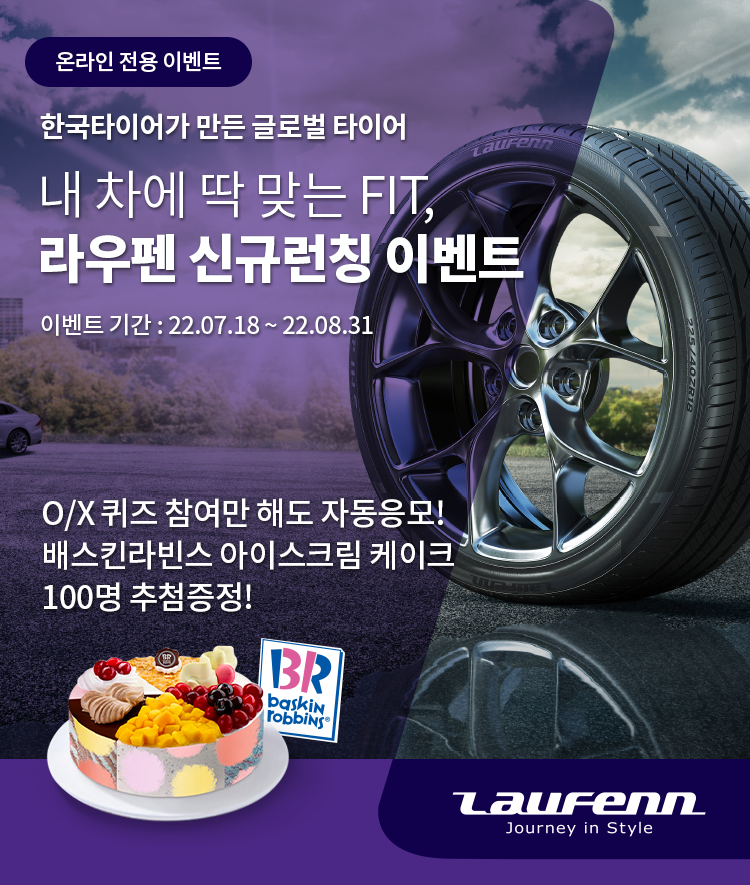 온라인 전용 이벤트
한국타이어가 만든 글로벌 타이어
내 차에 딱 맞는 FIT,
라우펜 신규런칭 이벤트
이벤트 기간 : 22.07.18 ~ 22.08.31
Laufenn
225/40ZR18
O/X 퀴즈 참여만 해도 자동응모!
배스킨라빈스 아이스크림 케이크
100명 추첨증정!
BR
baskin
robbins®
Laufenn
Journey in Style